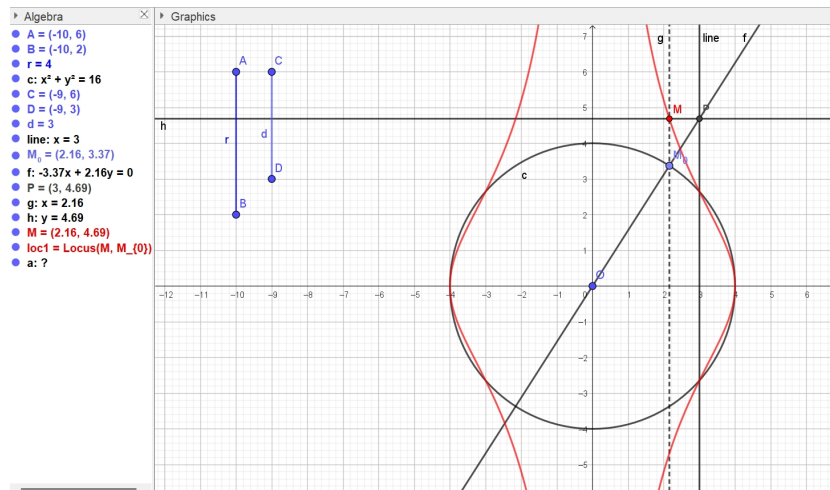 Algebra
Graphics
A = (-10, 6)
B = (-10, 2)
r = 4
c: x² + y² = 16
C = (-9, 6)
D = (-9, 3)
d = 3
line: x = 3
M₀ = (2.16, 3.37)
f: -3.37x + 2.16y = 0
P = (3, 4.69)
g: x = 2.16
h: y = 4.69
M = (2.16, 4.69)
loc1 = Locus(M, M_{0})
a: ?
g line f
A C
r d
D
B
h
M P
M₀
c
O
7
6
5
4
3
2
1
-12 -11 -10 -9 -8 -7 -6 -5 -4 -3 -2 -1 0 1 2 3 4 5 6
-1
-2
-3
-4
-5